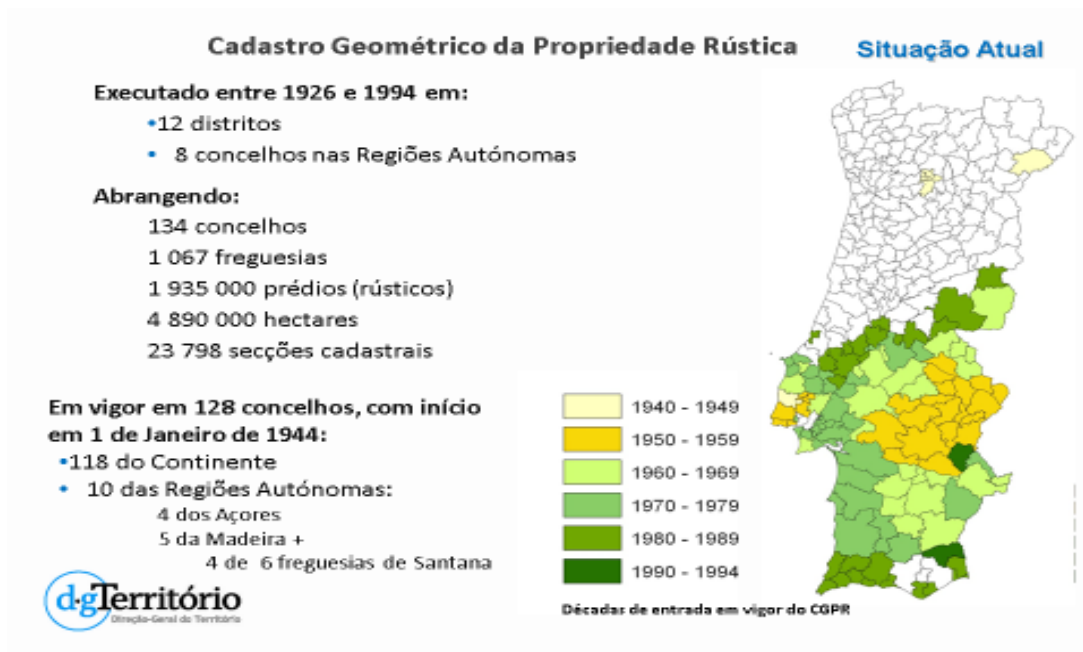 Cadastro Geométrico da Propriedade Rústica
Situação Atual
Executado entre 1926 e 1994 em:
•12 distritos
• 8 concelhos nas Regiões Autónomas
Abrangendo:
134 concelhos
1 067 freguesias
1 935 000 prédios (rústicos)
4 890 000 hectares
23 798 secções cadastrais
Em vigor em 128 concelhos, com início
em 1 de Janeiro de 1944:
•118 do Continente
• 10 das Regiões Autónomas:
4 dos Açores
5 da Madeira +
4 de 6 freguesias de Santana
1940 - 1949
1950 - 1959
1960 - 1969
1970 - 1979
1980 - 1989
1990 - 1994
Décadas de entrada em vigor do CGPR
d·gTerritório
Direção-Geral do Território